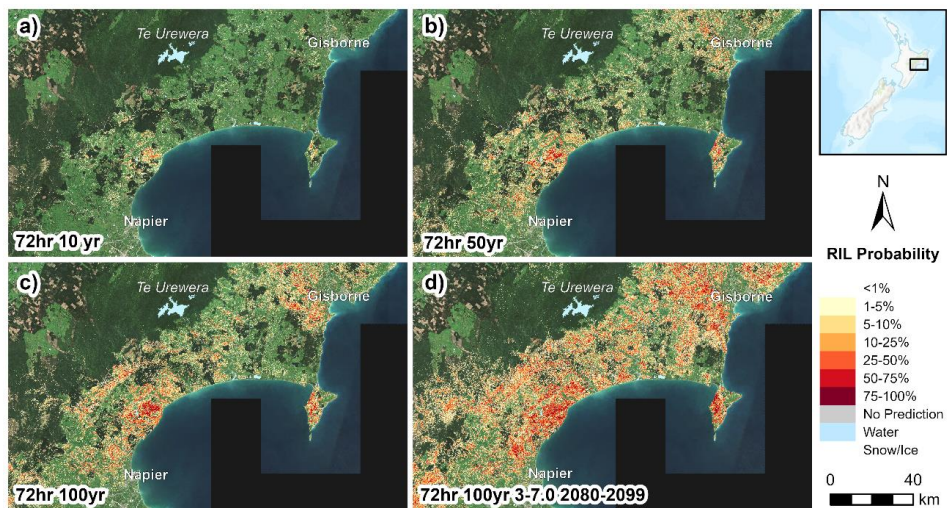 a)
Te Urewera
Gisborne
Napier
72hr 10 yr
b)
Te Urewera
Gisborne
Napier
72hr 50yr
c)
Te Urewera
Gisborne
Napier
72hr 100yr
d)
Te Urewera
Gisborne
Napier
72hr 100yr 3-7.0 2080-2099
N
RIL Probability
<1%
1-5%
5-10%
10-25%
25-50%
50-75%
75-100%
No Prediction
Water
Snow/Ice
0 20 40
km